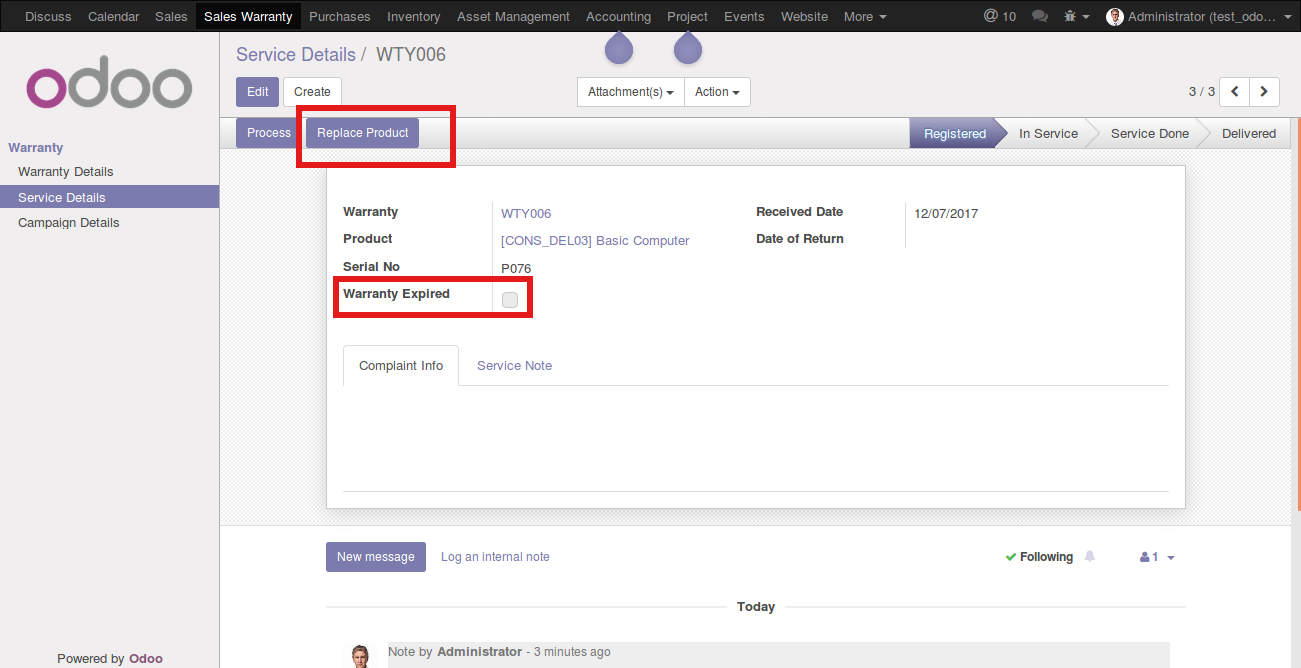 Discuss Calendar Sales Sales Warranty Purchases Inventory Asset Management Accounting Project Events Website More @ 10 Administrator (test_odo...
odoo
Service Details / WTY006
Edit Create Attachment(s) Action 3 / 3
Process Replace Product Registered In Service Service Done Delivered
Warranty
Warranty Details
Service Details
Campaign Details
Warranty WTY006 Received Date 12/07/2017
Product [CONS_DEL03] Basic Computer Date of Return
Serial No P076
Warranty Expired
Complaint Info Service Note
New message Log an internal note Following 1
Today
Note by Administrator - 3 minutes ago
Powered by Odoo